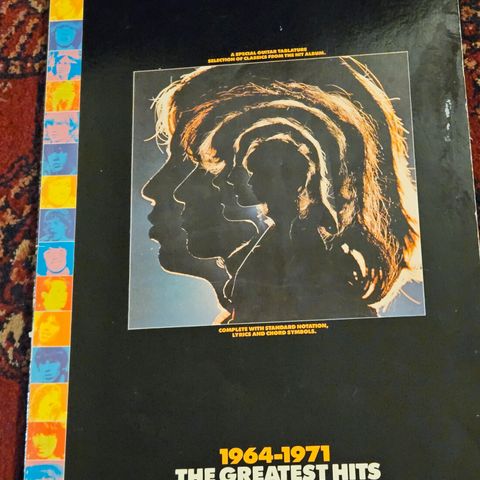 A SPECIAL GUITAR TABLATURE
SELECTION OF CLASSICS FROM THE HIT ALBUM.
COMPLETE WITH STANDARD NOTATION,
LYRICS AND CHORD SYMBOLS.
1964-1971
THE GREATEST HITS